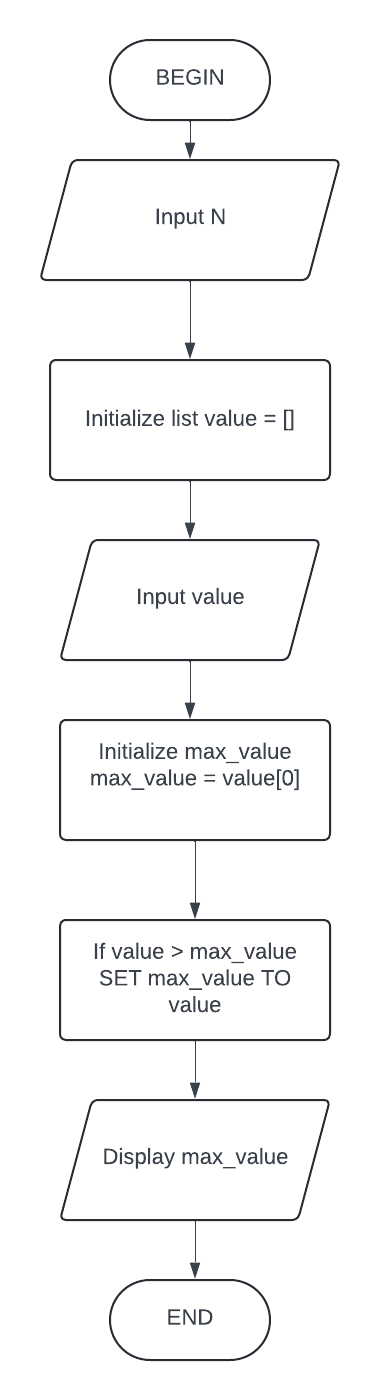 BEGIN
Input N
Initialize list value = []
Input value
Initialize max_value
max_value = value[0]
If value > max_value
SET max_value TO
value
Display max_value
END